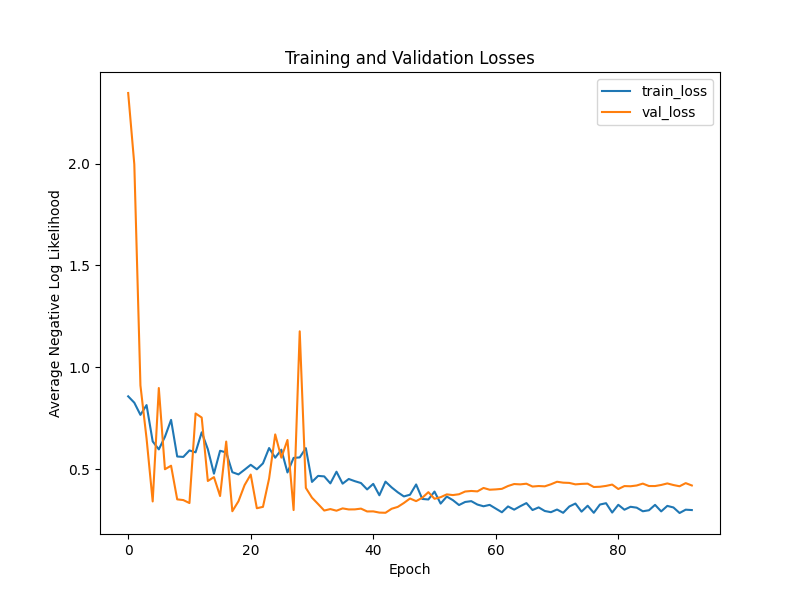 Training and Validation Losses
train_loss
val_loss
Average Negative Log Likelihood
2.0
1.5
1.0
0.5
0
20
40
60
80
Epoch